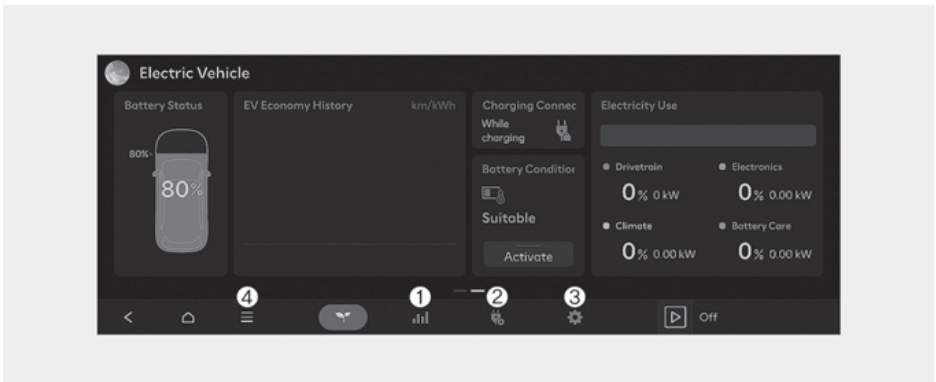 Electric Vehicle
Battery Status
80%
80%
EV Economy History km/kWh
Charging Connec
While
charging
Battery Condition
Suitable
Activate
Electricity Use
Drivetrain
0% 0 kW
Electronics
0% 0.00 kW
Climate
0% 0.00 kW
Battery Care
0% 0.00 kW
4
1
2
3
Off